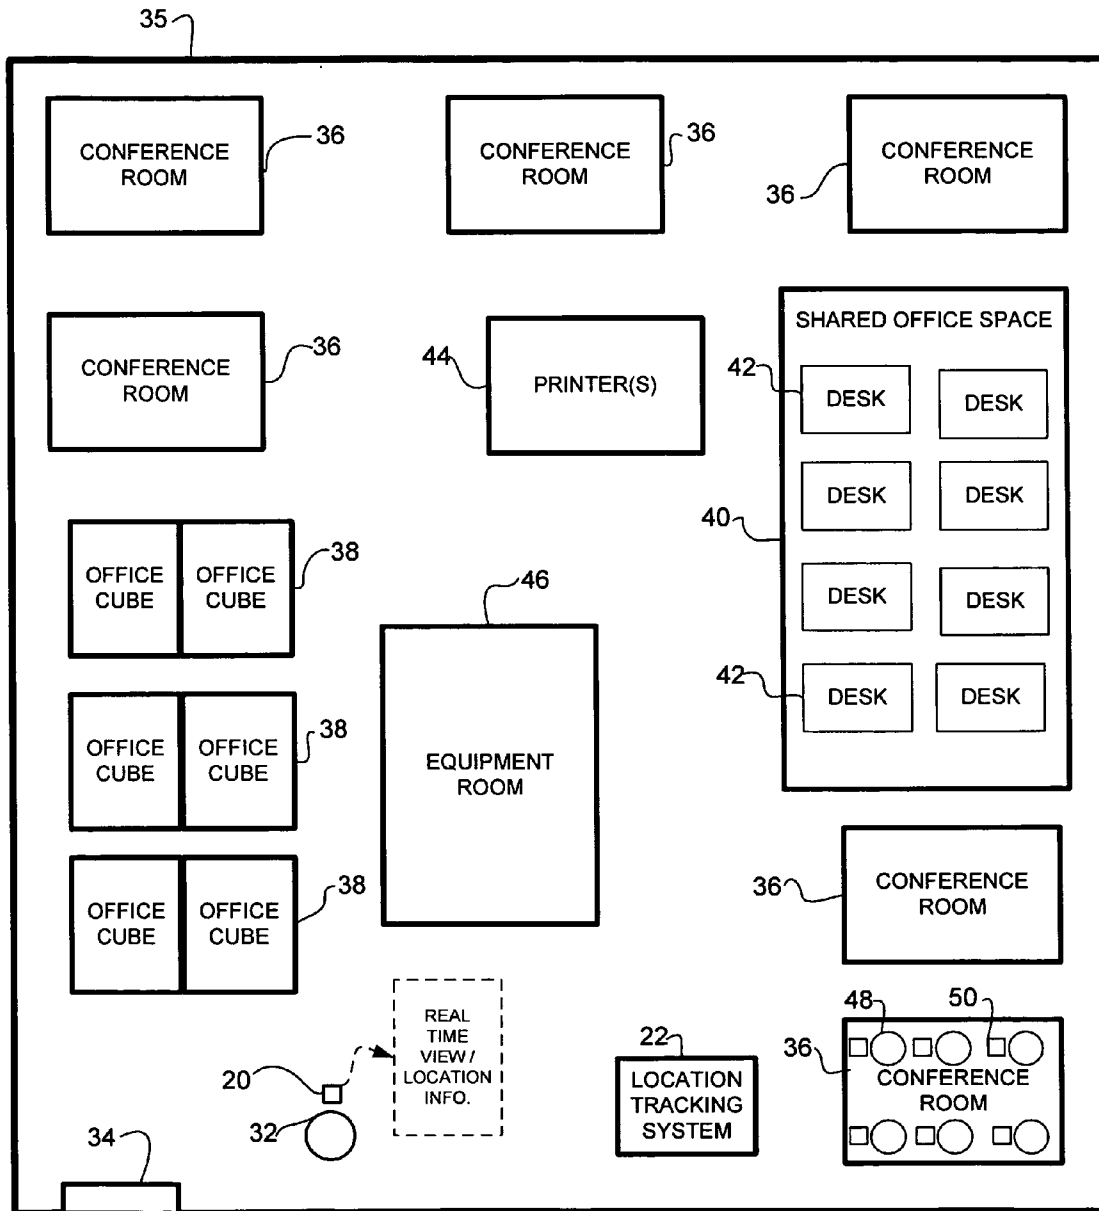 35
CONFERENCE
ROOM
36
CONFERENCE
ROOM
36
CONFERENCE
ROOM
36
CONFERENCE
ROOM
36
44
PRINTER(S)
SHARED OFFICE SPACE
42
DESK
DESK
DESK
DESK
40
DESK
DESK
42
DESK
DESK
OFFICE
CUBE
OFFICE
CUBE
38
OFFICE
CUBE
OFFICE
CUBE
38
OFFICE
CUBE
OFFICE
CUBE
38
46
EQUIPMENT
ROOM
36
CONFERENCE
ROOM
REAL
TIME
VIEW /
LOCATION
INFO.
20
32
34
22
LOCATION
TRACKING
SYSTEM
48
50
36
CONFERENCE
ROOM